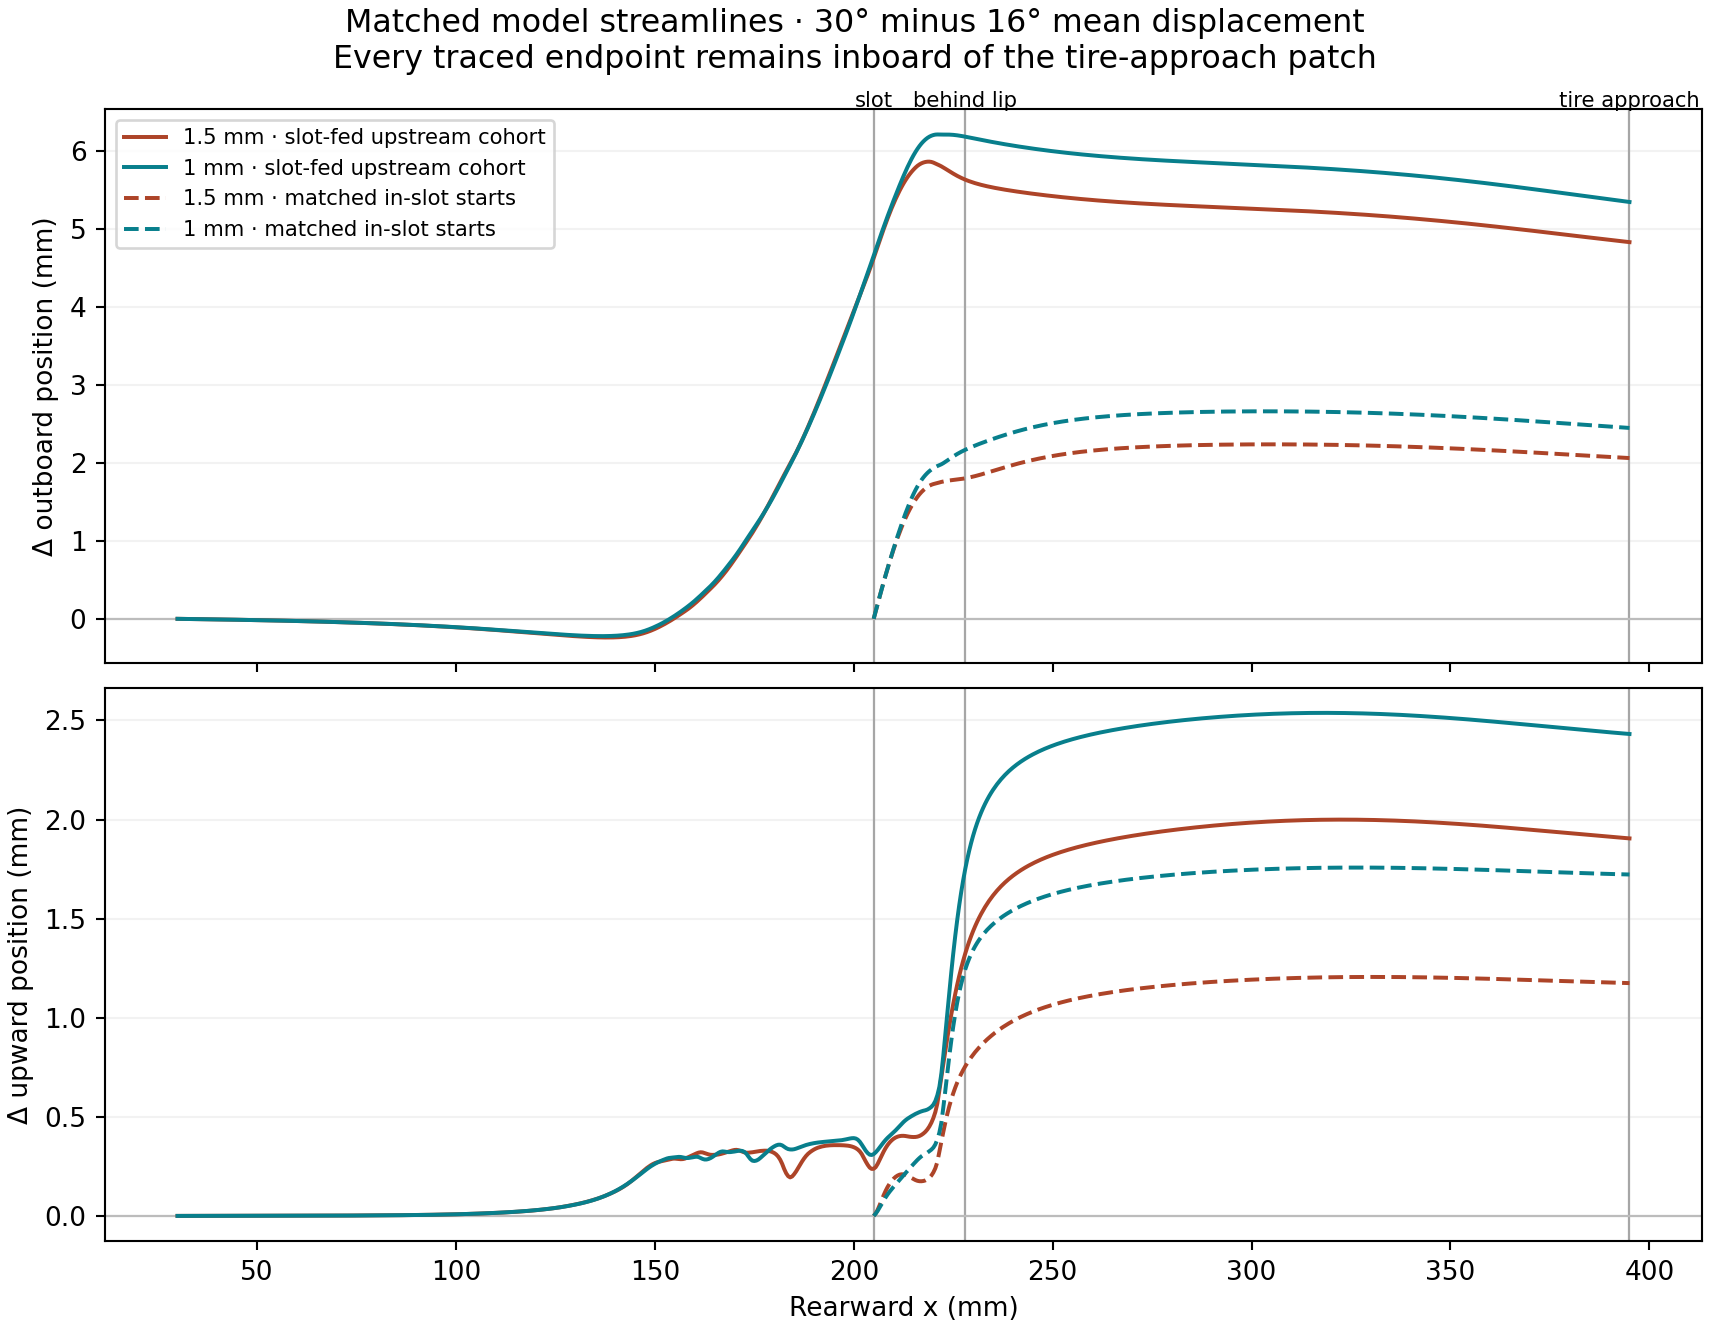 Matched model streamlines · 30° minus 16° mean displacement
Every traced endpoint remains inboard of the tire-approach patch
slot behind lip tire approach
1.5 mm · slot-fed upstream cohort
1 mm · slot-fed upstream cohort
1.5 mm · matched in-slot starts
1 mm · matched in-slot starts
Δ outboard position (mm)
6
5
4
3
2
1
0
Δ upward position (mm)
2.5
2.0
1.5
1.0
0.5
0.0
50 100 150 200 250 300 350 400
Rearward x (mm)